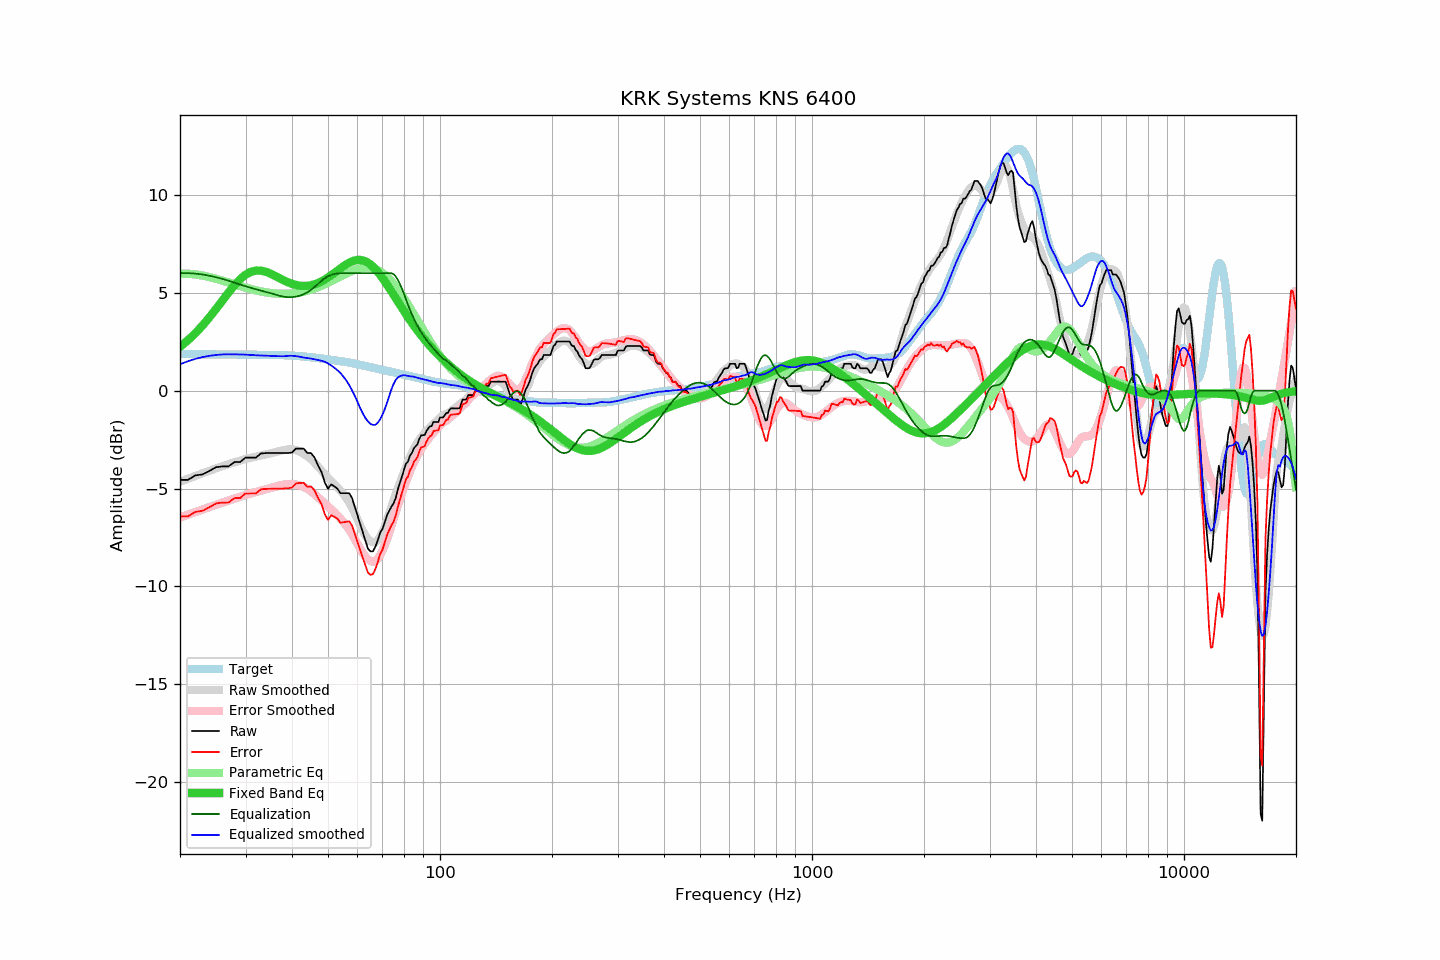 KRK Systems KNS 6400
Amplitude (dBr)
10
5
0
−5
−10
−15
−20
Target
Raw Smoothed
Error Smoothed
Raw
Error
Parametric Eq
Fixed Band Eq
Equalization
Equalized smoothed
100
1000
10000
Frequency (Hz)